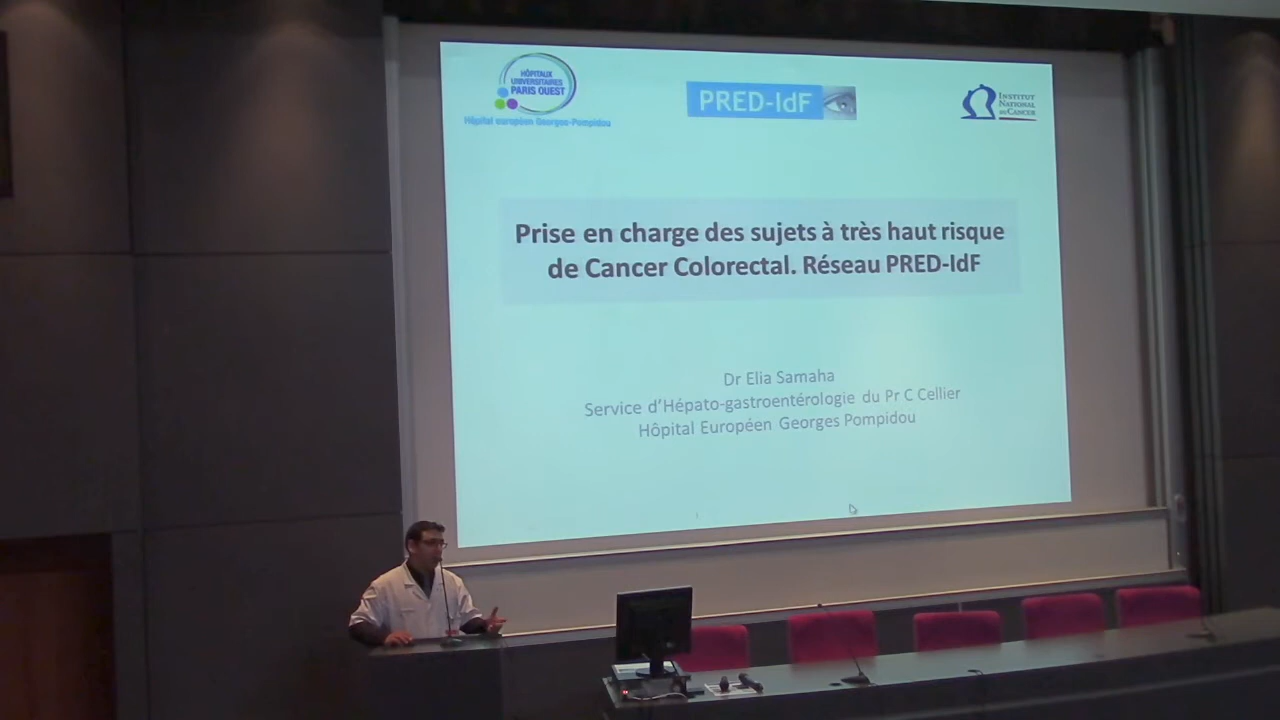 HÔPITAUX
UNIVERSITAIRES
PARIS OUEST
Hôpital européen Georges-Pompidou
PRED-IdF
INSTITUT
NATIONAL
DU CANCER
Prise en charge des sujets à très haut risque
de Cancer Colorectal. Réseau PRED-IdF
Dr Elia Samaha
Service d'Hépato-gastroentérologie du Pr C Cellier
Hôpital Européen Georges Pompidou